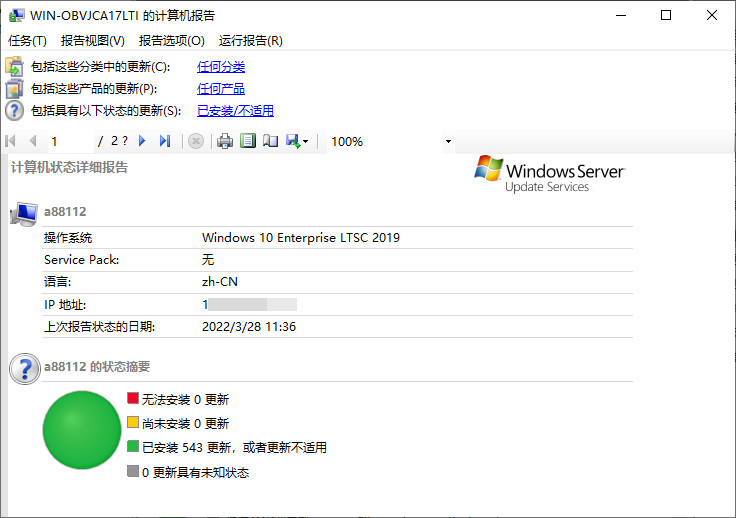 WIN-OBVJCA17LTI 的计算机报告
任务(T) 报告视图(V) 报告选项(O) 运行报告(R)
包括这些分类中的更新(C): 任何分类
包括这些产品的更新(P): 任何产品
包括具有以下状态的更新(S): 已安装/不适用
1 / 2 ? 100%
计算机状态详细报告
Windows Server
Update Services
a88112
操作系统 Windows 10 Enterprise LTSC 2019
Service Pack: 无
语言: zh-CN
IP 地址: 1
上次报告状态的日期: 2022/3/28 11:36
a88112 的状态摘要
无法安装 0 更新
尚未安装 0 更新
已安装 543 更新，或者更新不适用
0 更新具有未知状态